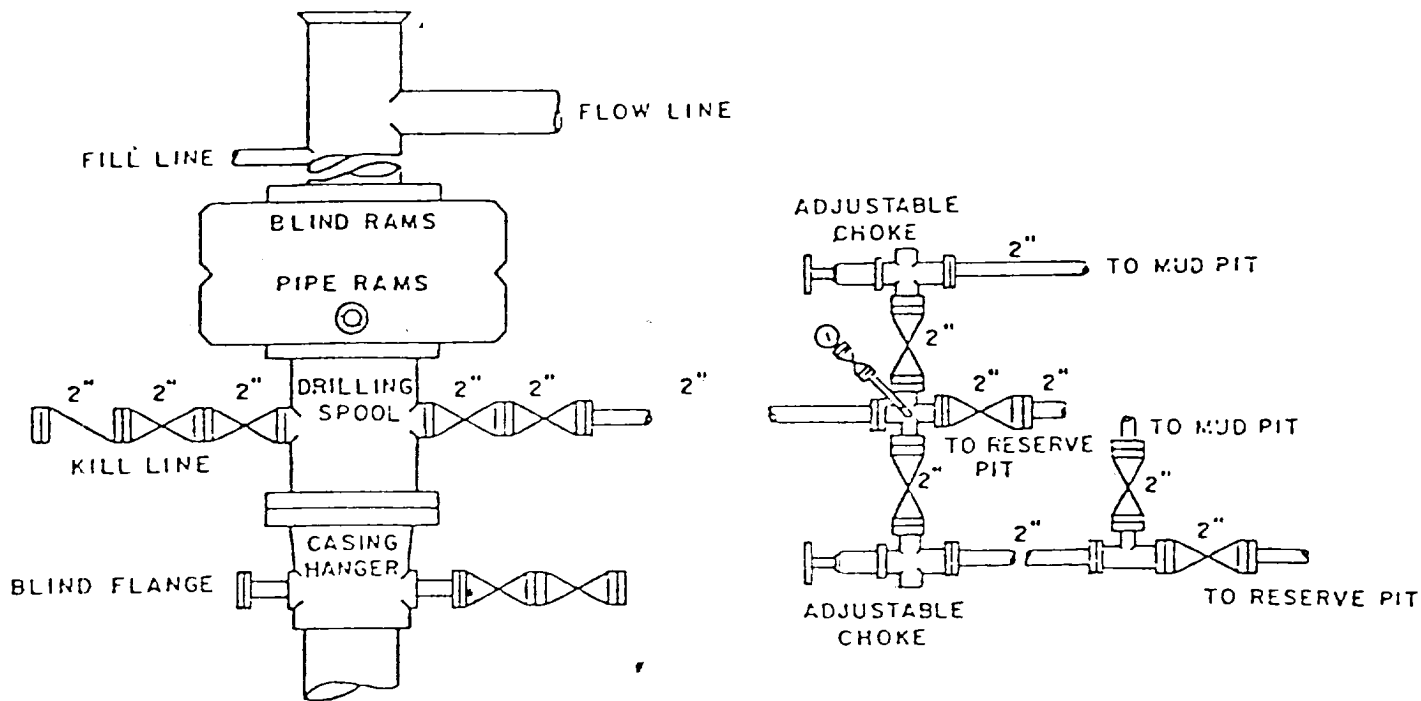 FLOW LINE
FILL LINE
BLIND RAMS
PIPE RAMS
2" 2" 2"
DRILLING
SPOOL
2" 2" 2"
KILL LINE
CASING
HANGER
BLIND FLANGE
ADJUSTABLE
CHOKE
2"
TO MUD PIT
2"
2" 2"
TO RESERVE
PIT
TO MUD PIT
2"
2"
2"
2"
TO RESERVE PIT
ADJUSTABLE
CHOKE